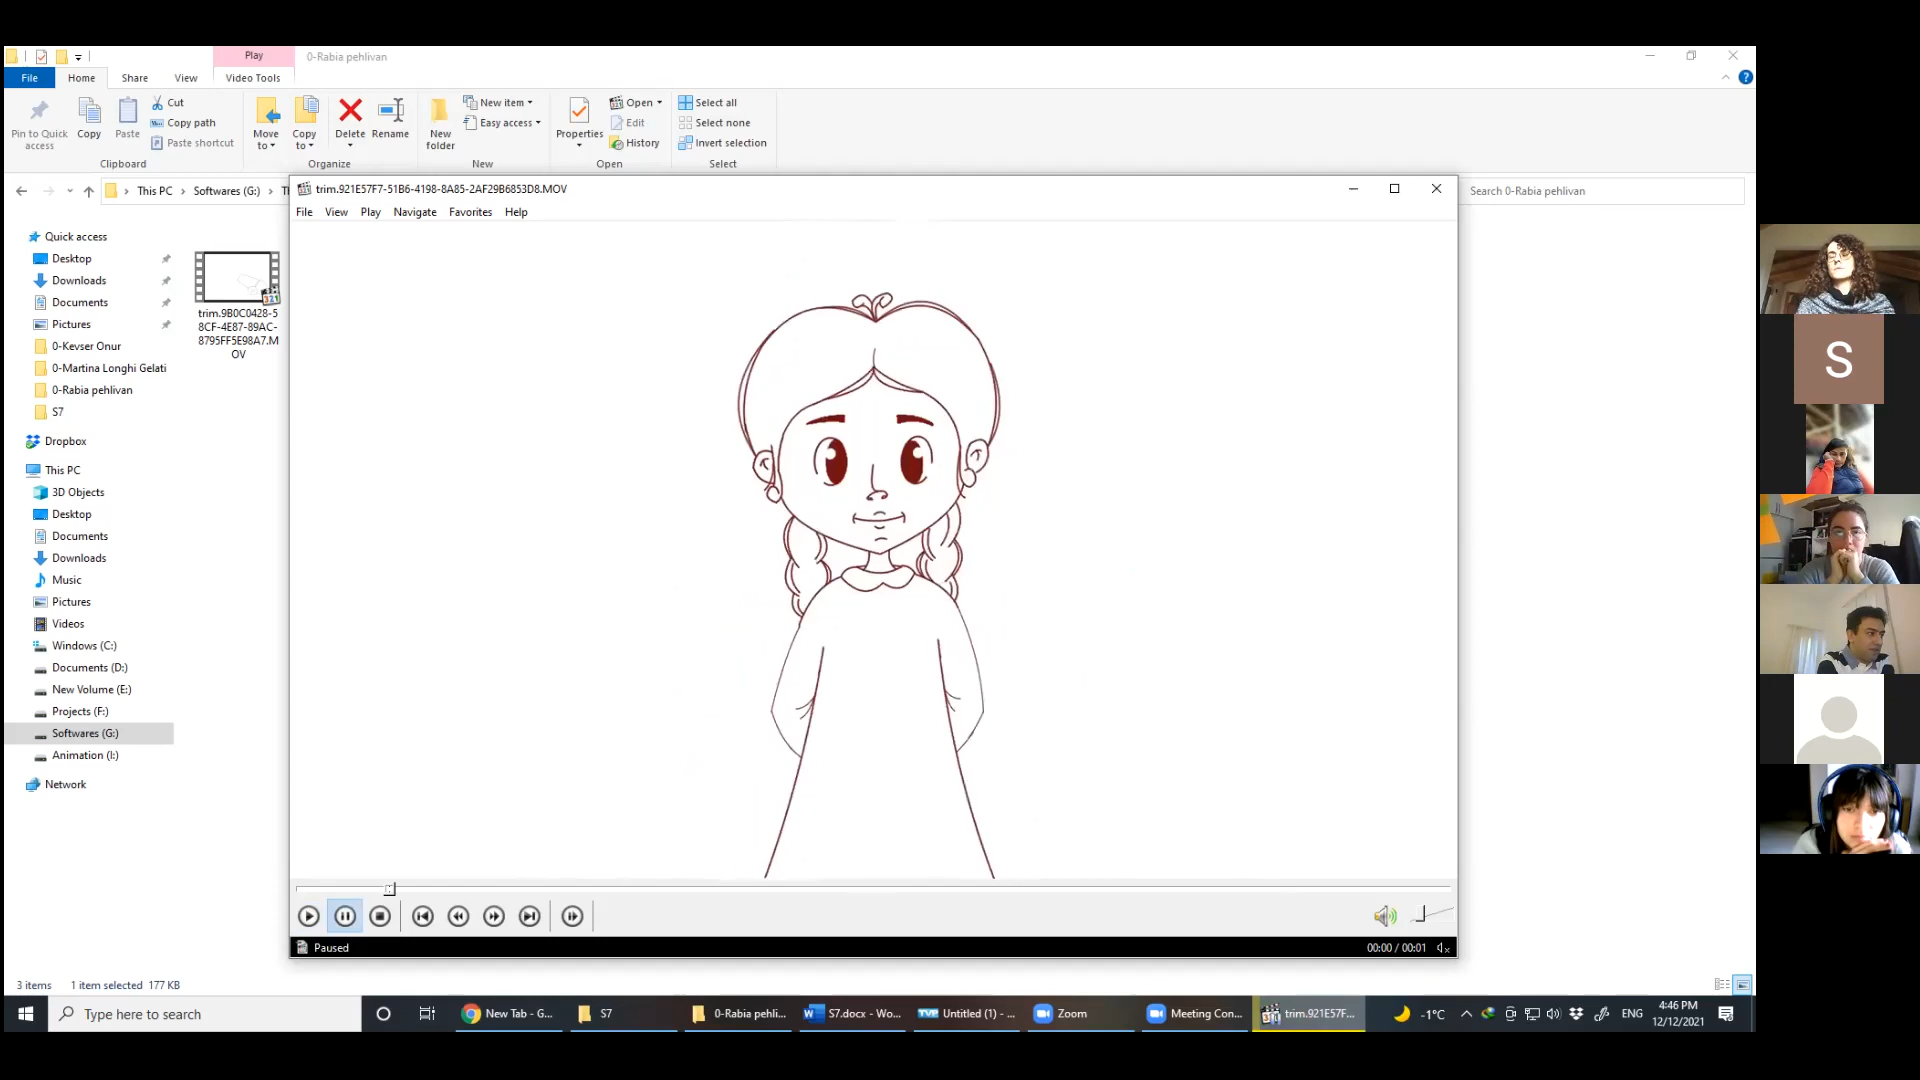 Play
0-Rabia pehlivan
File
Home
Share
View
Video Tools
Pin to Quick access
Copy
Paste
Cut
Copy path
Paste shortcut
Clipboard
Move to
Copy to
Delete
Rename
Organize
New folder
New item
Easy access
New
Properties
Open
Edit
History
Open
Select all
Select none
Invert selection
Select
This PC
Softwares (G:)
Search 0-Rabia pehlivan
trim.921E57F7-51B6-4198-8A85-2AF29B6853D8.MOV
File View Play Navigate Favorites Help
Quick access
Desktop
Downloads
Documents
Pictures
0-Kevser Onur
0-Martina Longhi Gelati
0-Rabia pehlivan
S7
Dropbox
This PC
3D Objects
Desktop
Documents
Downloads
Music
Pictures
Videos
Windows (C:)
Documents (D:)
New Volume (E:)
Projects (F:)
Softwares (G:)
Animation (I:)
Network
321
trim.9B0C0428-5
8CF-4E87-89AC-
8795FF5E98A7.M
OV
S
Paused
00:00 / 00:01
3 items
1 item selected 177 KB
Type here to search
New Tab - G...
S7
0-Rabia pehli...
S7.docx - Wo...
Untitled (1) - ...
Zoom
Meeting Con...
trim.921E57F...
-1°C
ENG
4:46 PM
12/12/2021